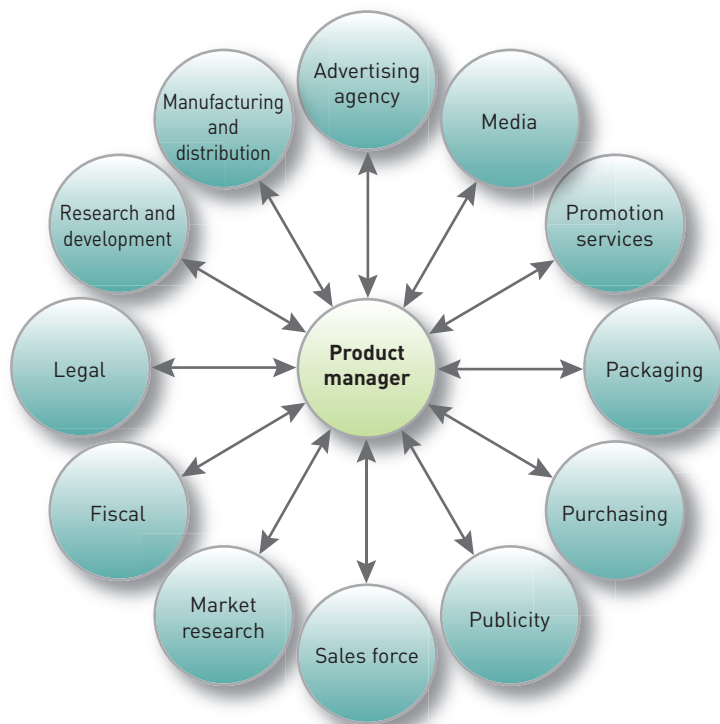 Advertising
agency
Media
Promotion
services
Packaging
Purchasing
Publicity
Sales force
Market
research
Fiscal
Legal
Research and
development
Manufacturing
and
distribution
Product
manager